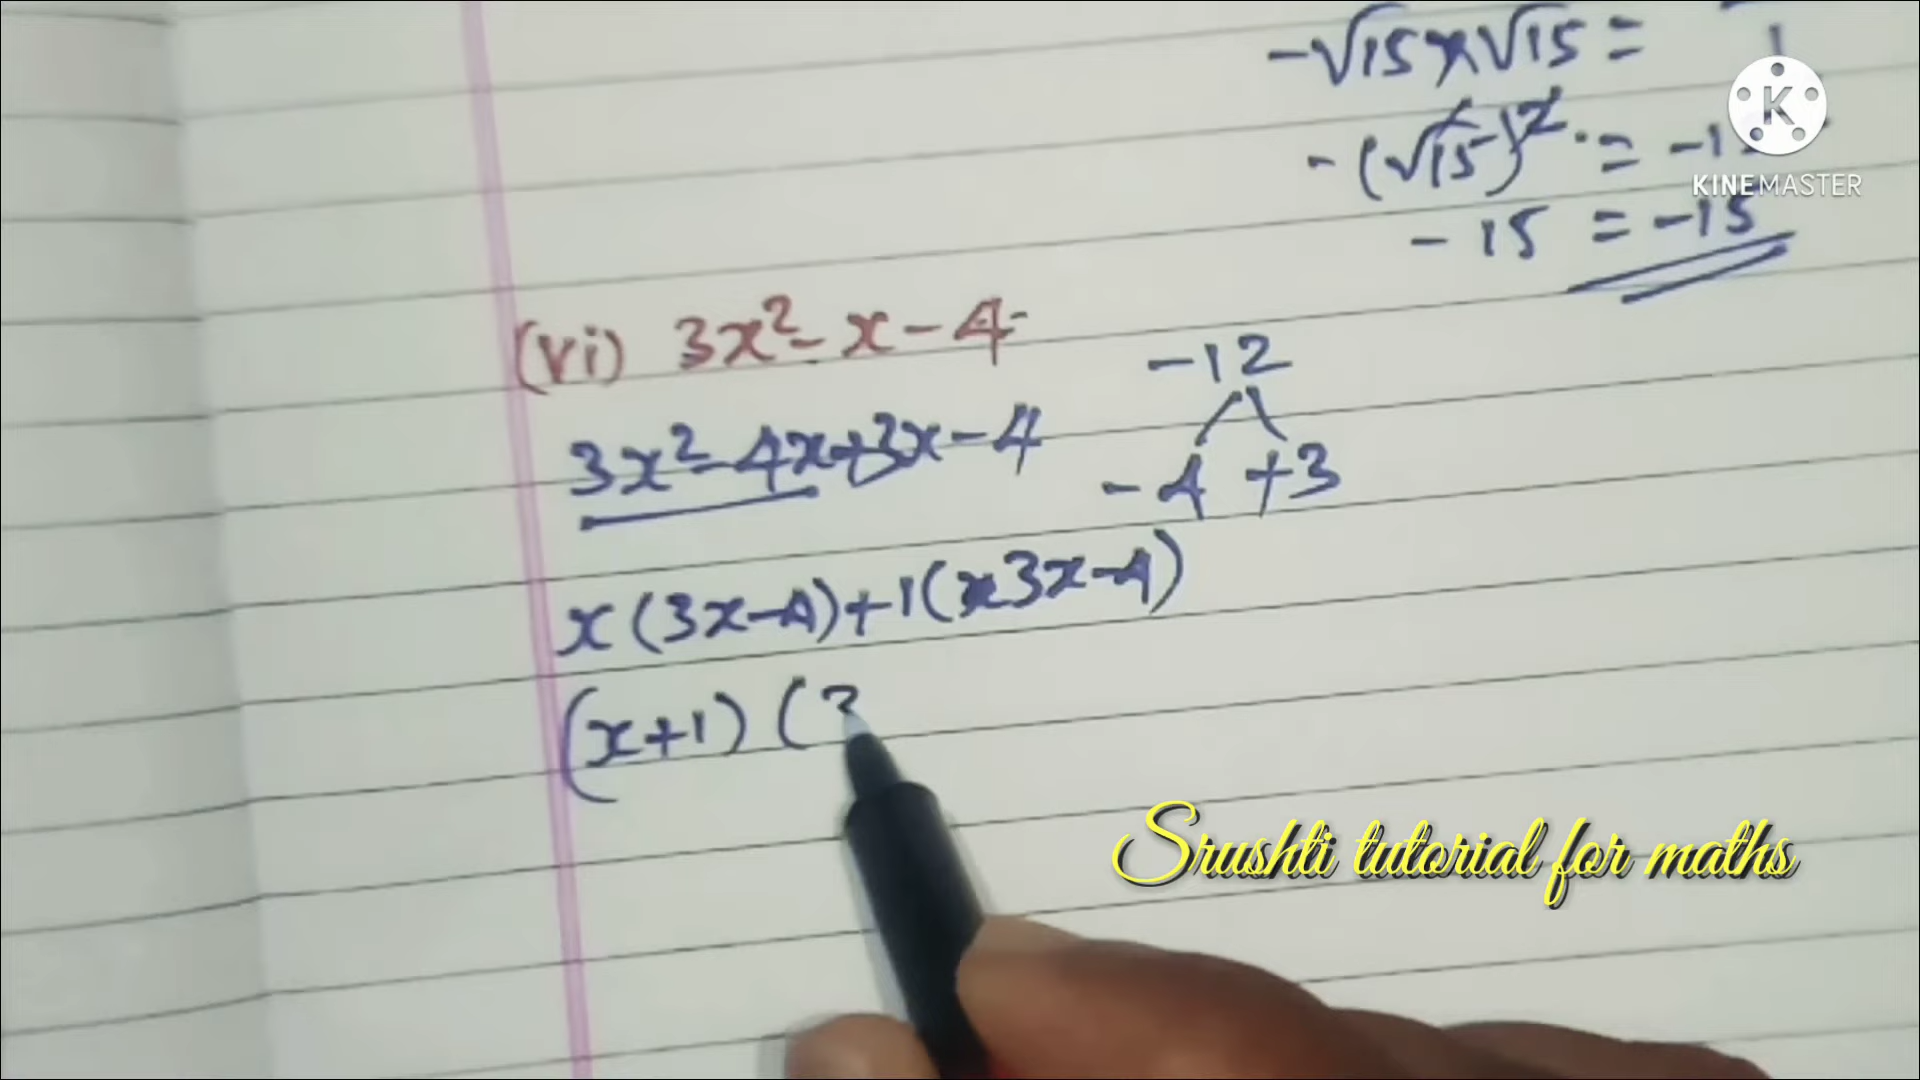 -√15 x √15 =
-(√15)² = -1
-15 = -15
K
KINEMASTER
(vi) 3x² - x - 4
-12
3x² - 4x + 3x - 4
-4 +3
x(3x-4)+1(x3x-4)
(x+1) (3
Srushti tutorial for maths